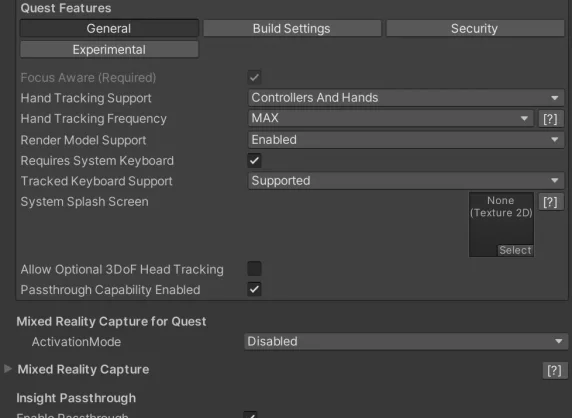 Quest Features
General Build Settings Security
Experimental
Focus Aware (Required)
Hand Tracking Support Controllers And Hands
Hand Tracking Frequency MAX [?]
Render Model Support Enabled
Requires System Keyboard
Tracked Keyboard Support Supported
System Splash Screen None [?]
(Texture 2D)
Select
Allow Optional 3DoF Head Tracking
Passthrough Capability Enabled
Mixed Reality Capture for Quest
ActivationMode Disabled
Mixed Reality Capture [?]
Insight Passthrough
Enable Passthrough